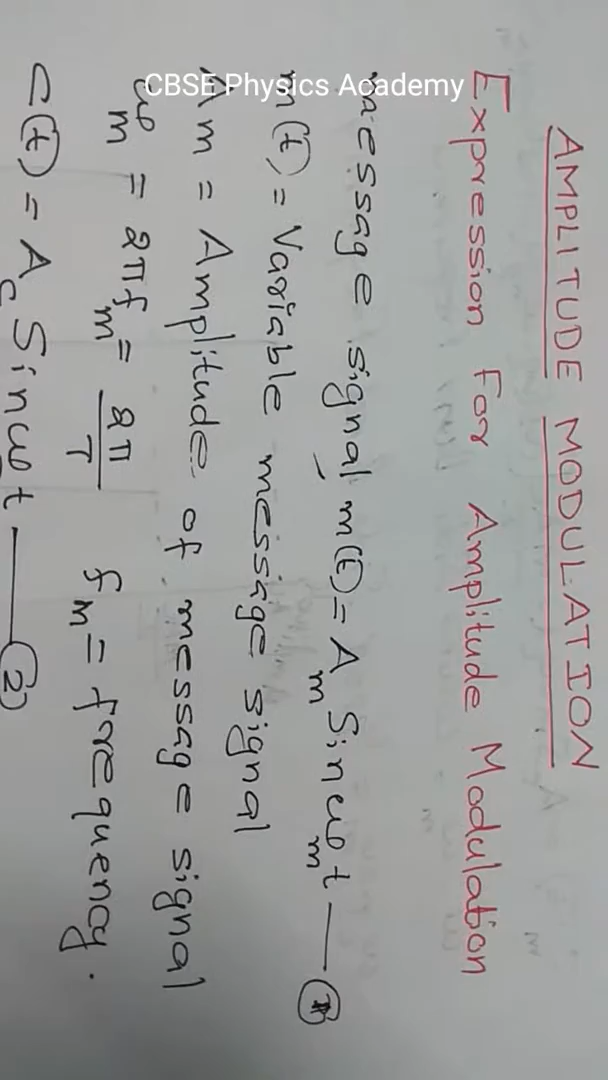 CBSE Physics Academy
AMPLITUDE MODULATION
Expression For Amplitude Modulation
message signal, m(t) = Am Sin ωm t — (1)
m(t) = Variable message signal
Am = Amplitude of message signal
ωm = 2πfm = 2π/T fm = frequency.
c(t) = Ac Sin ωc t — (2)